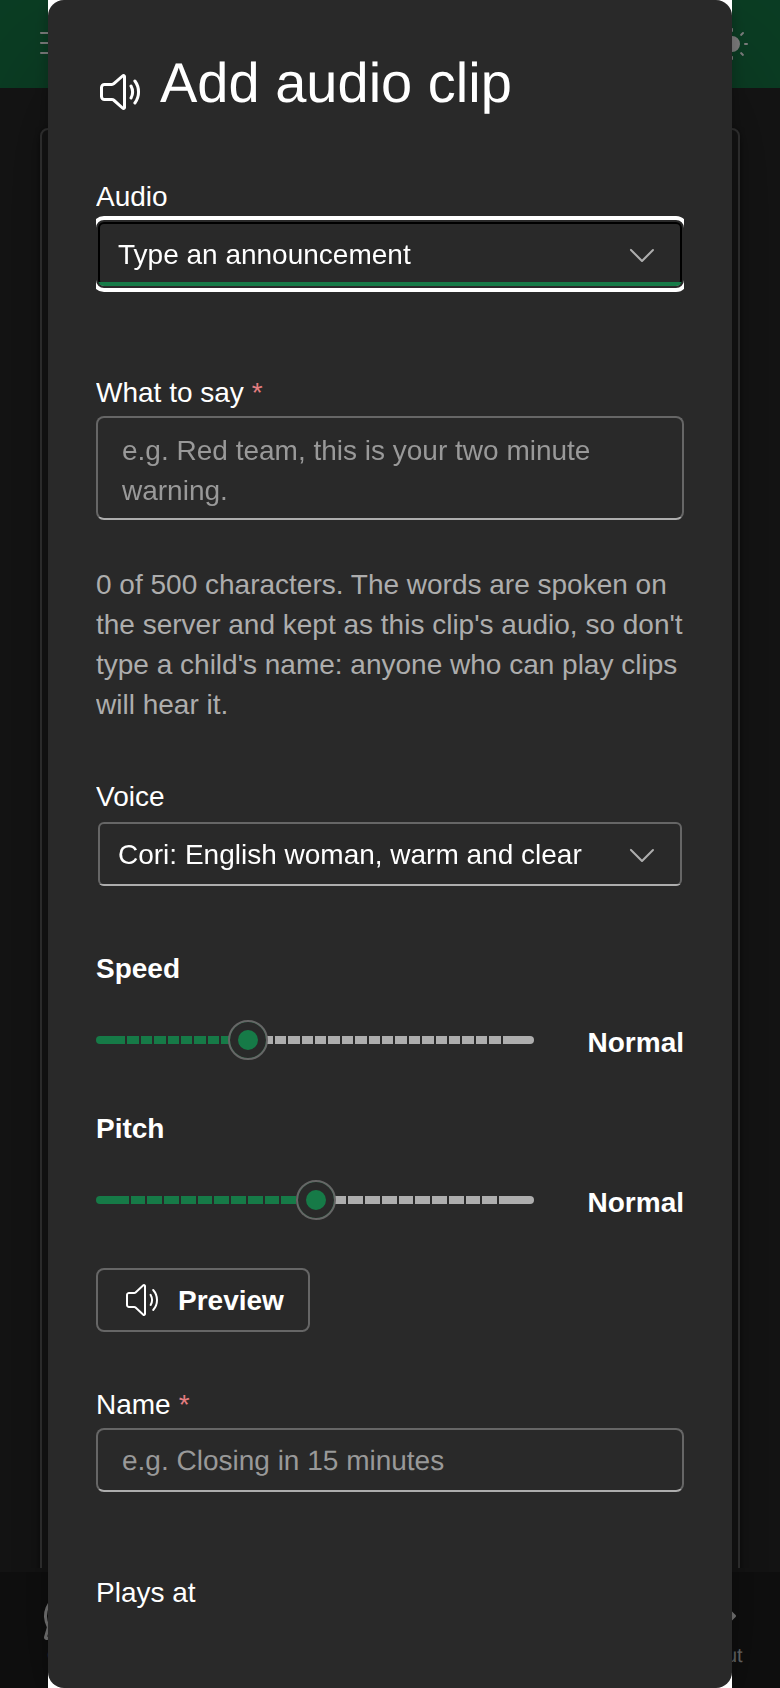 Add audio clip
Audio
Type an announcement
What to say *
e.g. Red team, this is your two minute
warning.
0 of 500 characters. The words are spoken on
the server and kept as this clip's audio, so don't
type a child's name: anyone who can play clips
will hear it.
Voice
Cori: English woman, warm and clear
Speed
Normal
Pitch
Normal
Preview
Name *
e.g. Closing in 15 minutes
Plays at